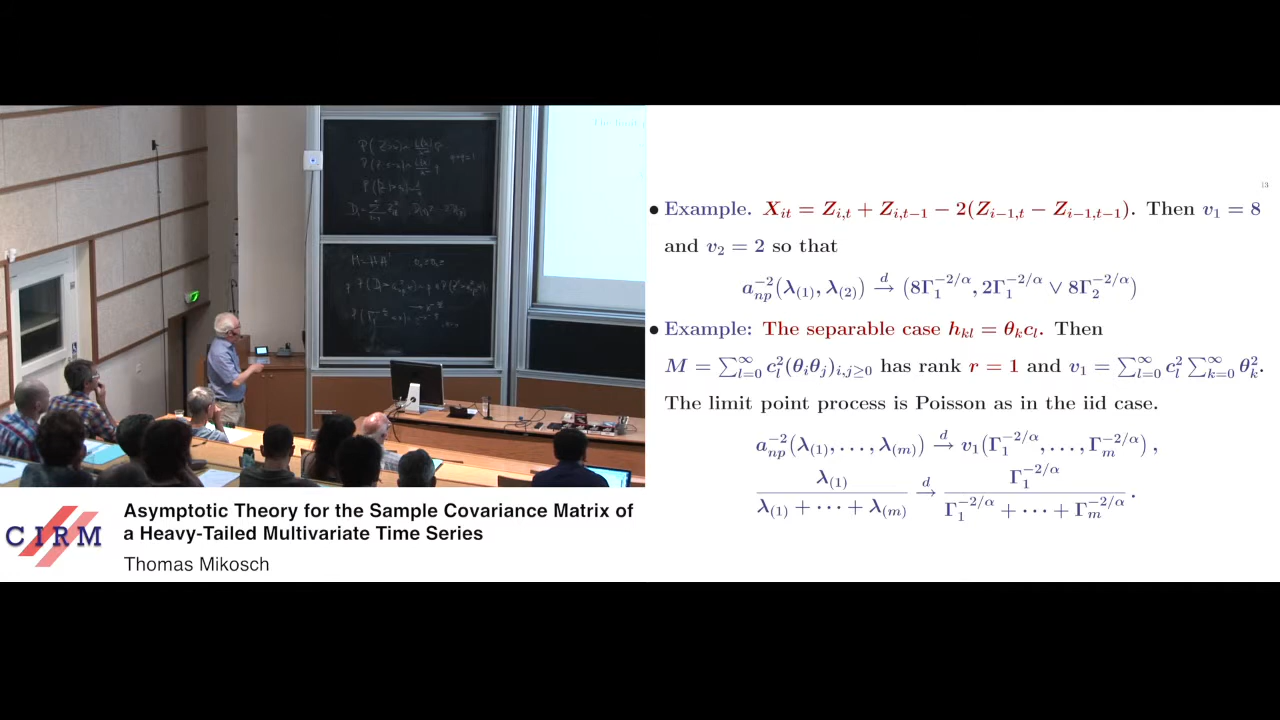 13
• Example. X_{it} = Z_{i,t} + Z_{i,t−1} − 2(Z_{i−1,t} − Z_{i−1,t−1}). Then v_1 = 8
and v_2 = 2 so that
a_{np}^{−2}(λ_{(1)}, λ_{(2)}) →^d (8Γ_1^{−2/α}, 2Γ_1^{−2/α} ∨ 8Γ_2^{−2/α})
• Example: The separable case h_{kl} = θ_k c_l. Then
M = ∑_{l=0}^∞ c_l^2 (θ_i θ_j)_{i,j≥0} has rank r = 1 and v_1 = ∑_{l=0}^∞ c_l^2 ∑_{k=0}^∞ θ_k^2.
The limit point process is Poisson as in the iid case.
a_{np}^{−2}(λ_{(1)}, . . . , λ_{(m)}) →^d v_1(Γ_1^{−2/α}, . . . , Γ_m^{−2/α}) ,
λ_{(1)} / (λ_{(1)} + · · · + λ_{(m)}) →^d Γ_1^{−2/α} / (Γ_1^{−2/α} + · · · + Γ_m^{−2/α}) .
CIRM
Asymptotic Theory for the Sample Covariance Matrix of
a Heavy-Tailed Multivariate Time Series
Thomas Mikosch